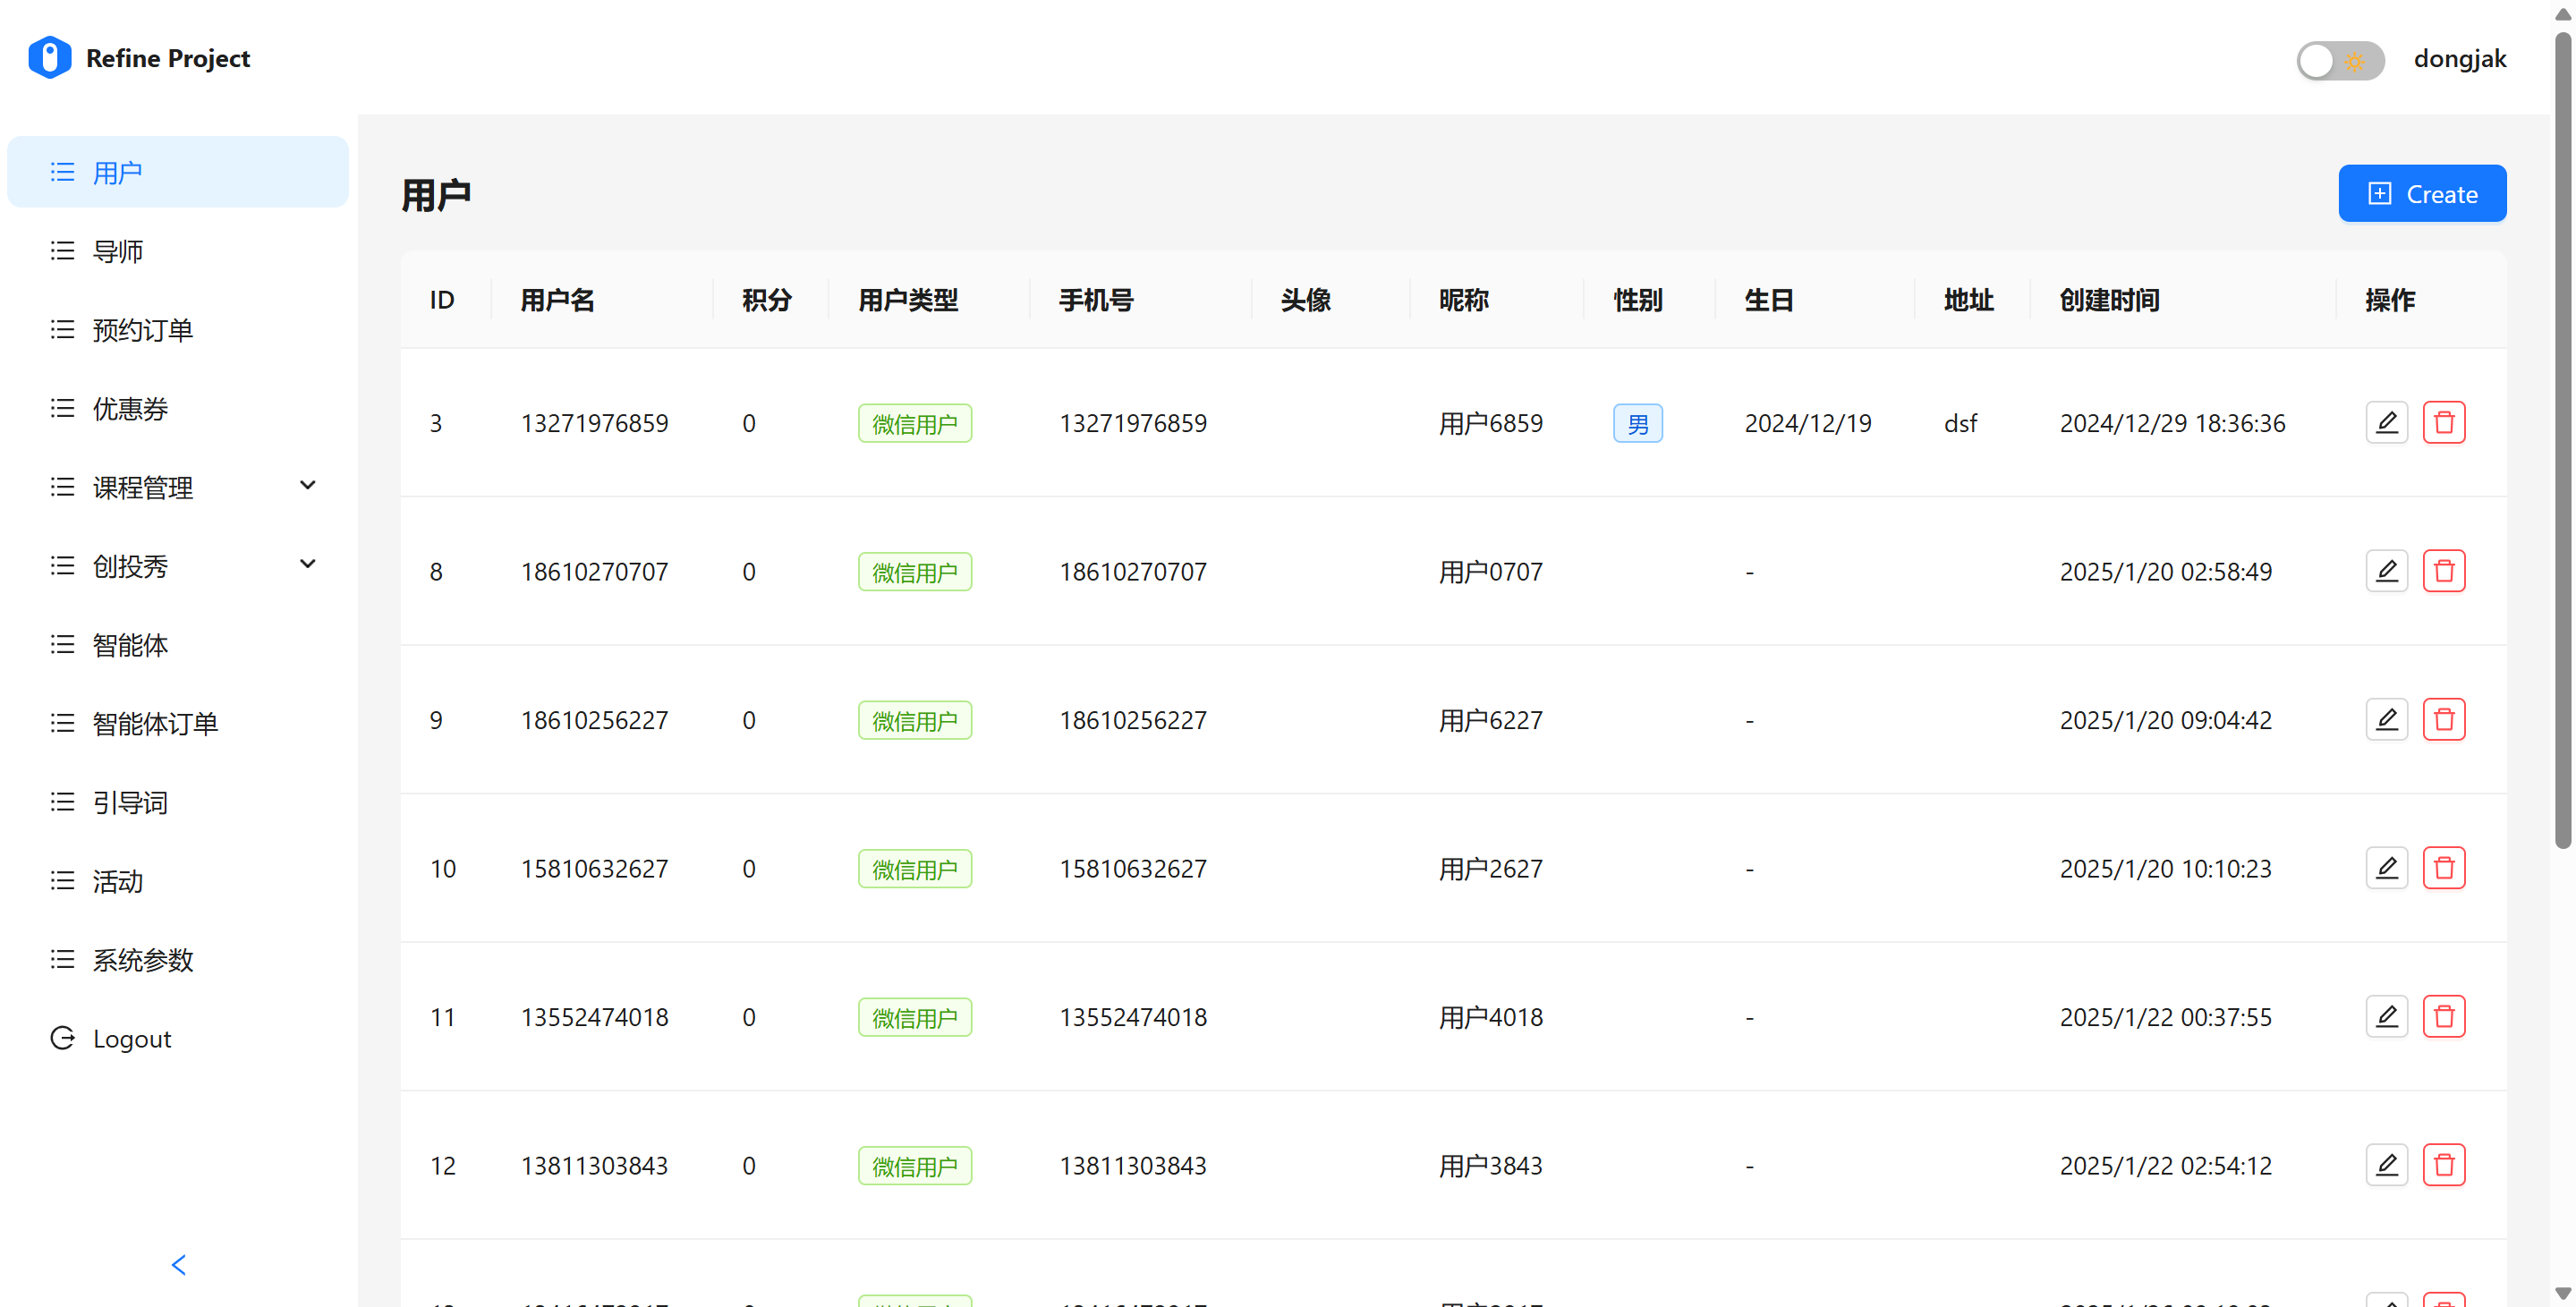 Refine Project
dongjak
用户
导师
预约订单
优惠券
课程管理
创投秀
智能体
智能体订单
引导词
活动
系统参数
Logout
用户
Create
ID 用户名 积分 用户类型 手机号 头像 昵称 性别 生日 地址 创建时间 操作
3 13271976859 0 微信用户 13271976859 用户6859 男 2024/12/19 dsf 2024/12/29 18:36:36
8 18610270707 0 微信用户 18610270707 用户0707 - 2025/1/20 02:58:49
9 18610256227 0 微信用户 18610256227 用户6227 - 2025/1/20 09:04:42
10 15810632627 0 微信用户 15810632627 用户2627 - 2025/1/20 10:10:23
11 13552474018 0 微信用户 13552474018 用户4018 - 2025/1/22 00:37:55
12 13811303843 0 微信用户 13811303843 用户3843 - 2025/1/22 02:54:12